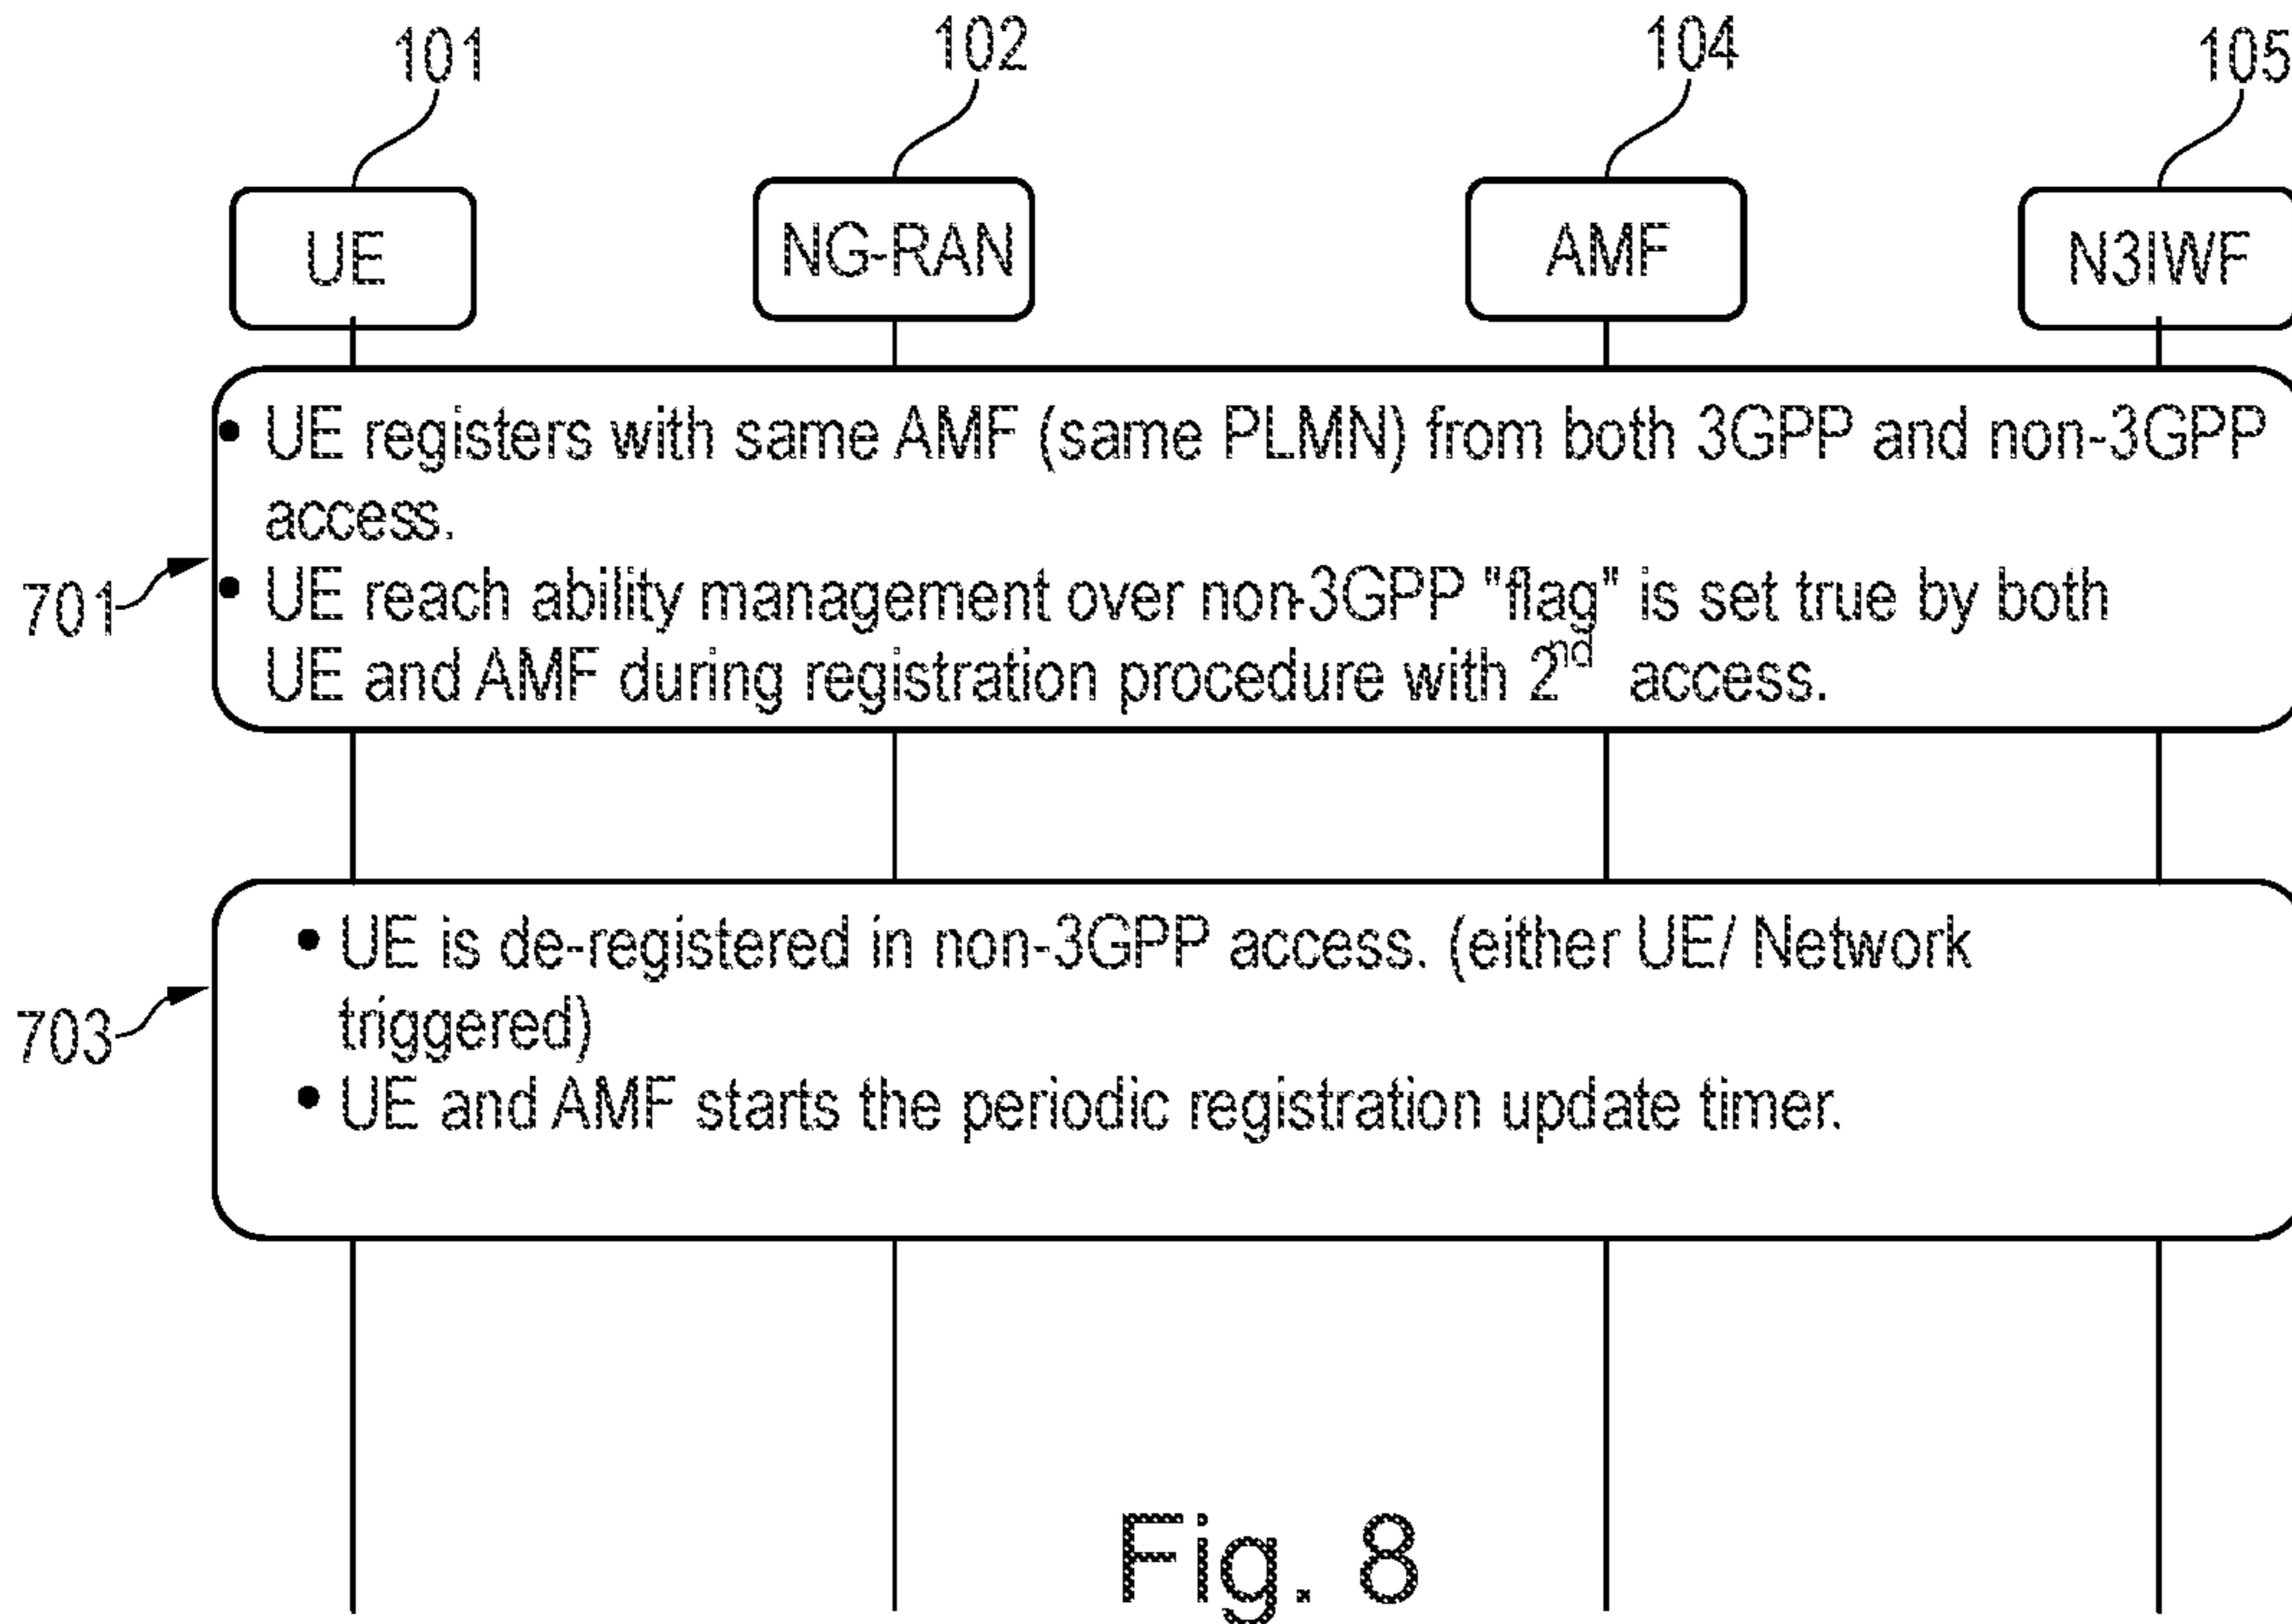 101
102
104
105
UE
NG-RAN
AMF
N3IWF
• UE registers with same AMF (same PLMN) from both 3GPP and non-3GPP
access.
701
• UE reach ability management over non-3GPP "flag" is set true by both
UE and AMF during registration procedure with 2nd access.
• UE is de-registered in non-3GPP access. (either UE/ Network
triggered)
703
• UE and AMF starts the periodic registration update timer.
Fig. 8